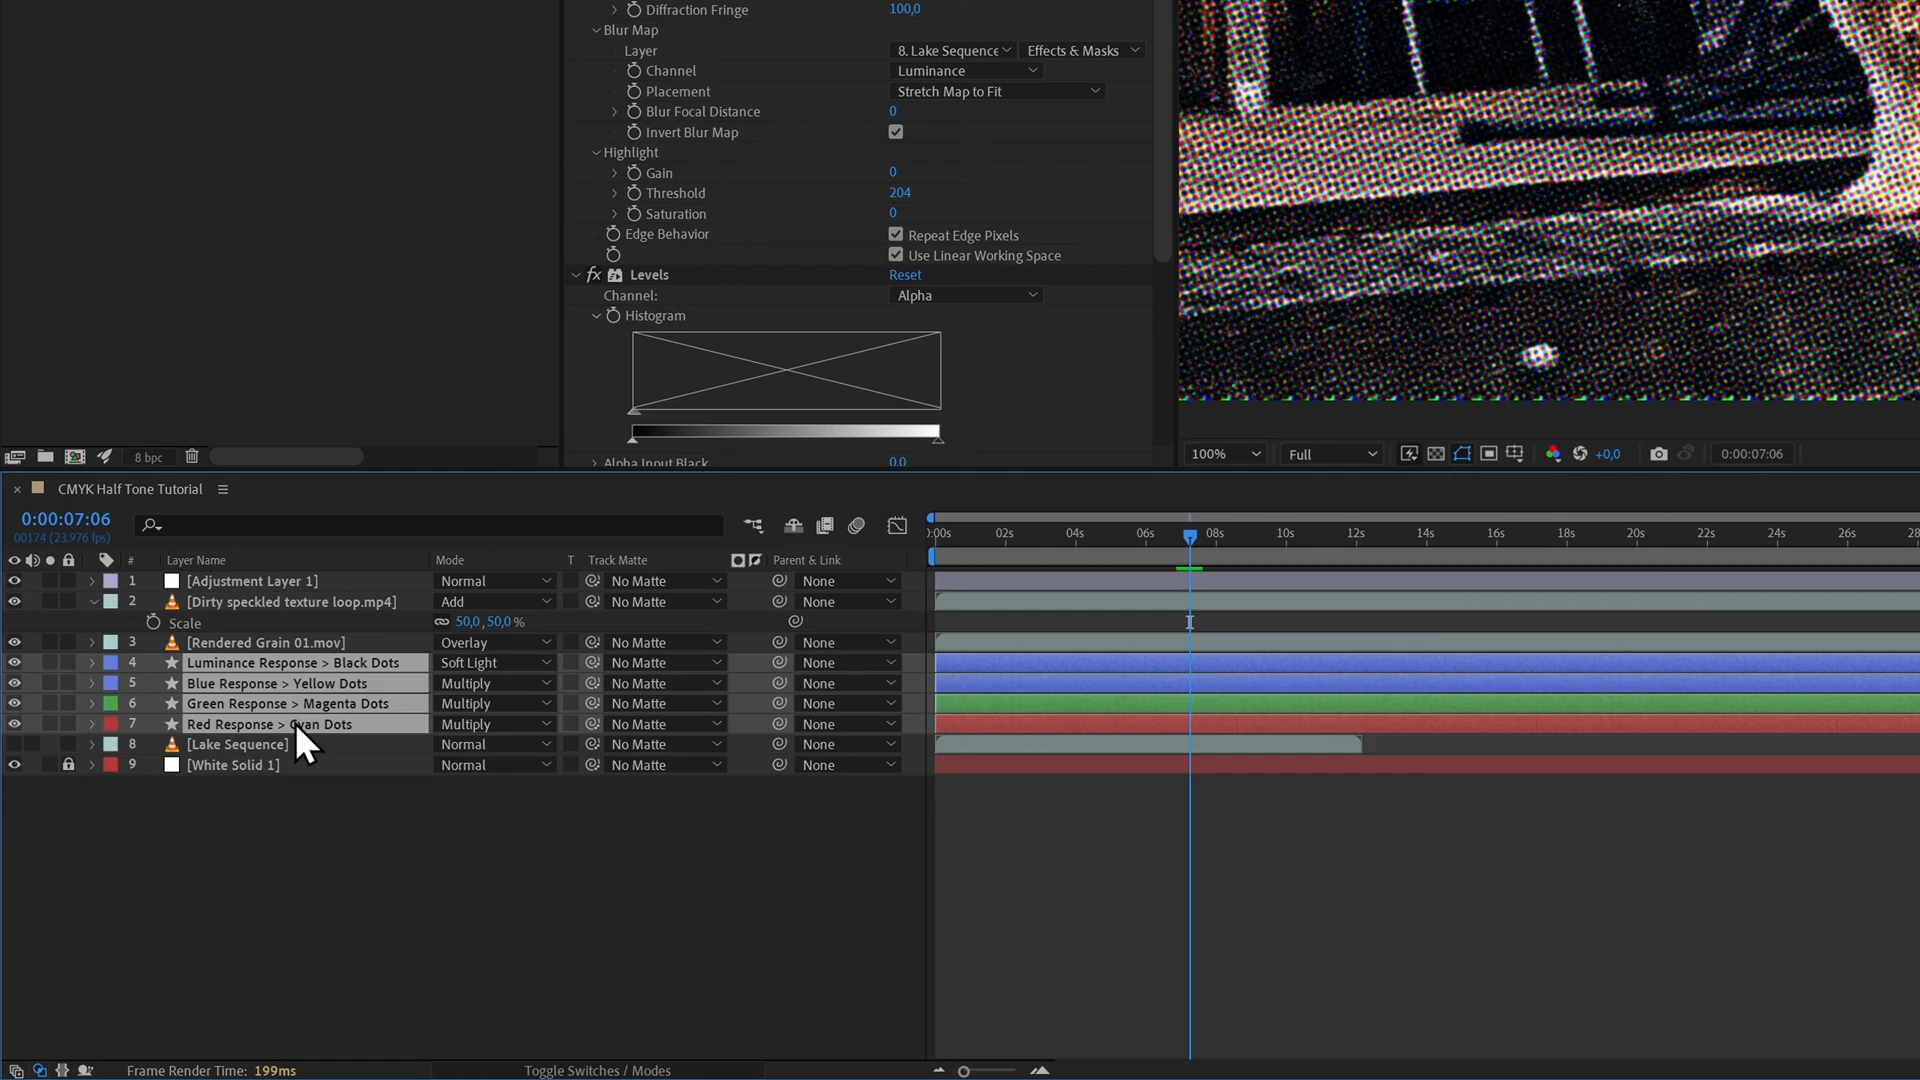 Diffraction Fringe 100,0
Blur Map
Layer 8. Lake Sequence Effects & Masks
Channel Luminance
Placement Stretch Map to Fit
Blur Focal Distance 0
Invert Blur Map
Highlight
Gain 0
Threshold 204
Saturation 0
Edge Behavior Repeat Edge Pixels
Use Linear Working Space
fx Levels Reset
Channel: Alpha
Histogram
Alpha Input Black 0,0
8 bpc
100% Full +0,0 0:00:07:06
CMYK Half Tone Tutorial
0:00:07:06
00174 (23.976 fps)
):00s 02s 04s 06s 08s 10s 12s 14s 16s 18s 20s 22s 24s 26s 28
# Layer Name Mode T Track Matte Parent & Link
1 [Adjustment Layer 1] Normal No Matte None
2 [Dirty speckled texture loop.mp4] Add No Matte None
Scale 50,0,50,0%
3 [Rendered Grain 01.mov] Overlay No Matte None
4 Luminance Response > Black Dots Soft Light No Matte None
5 Blue Response > Yellow Dots Multiply No Matte None
6 Green Response > Magenta Dots Multiply No Matte None
7 Red Response > Cyan Dots Multiply No Matte None
8 [Lake Sequence] Normal No Matte None
9 [White Solid 1] Normal No Matte None
Frame Render Time: 199ms Toggle Switches / Modes